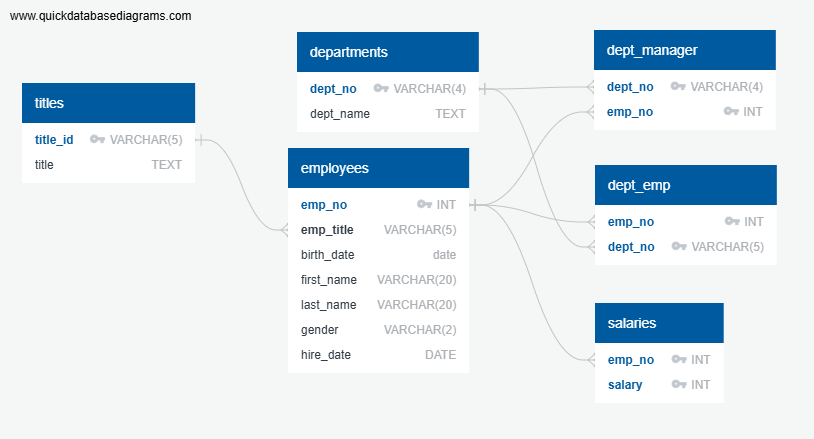 www.quickdatabasediagrams.com
titles
title_id VARCHAR(5)
title TEXT
departments
dept_no VARCHAR(4)
dept_name TEXT
employees
emp_no INT
emp_title VARCHAR(5)
birth_date date
first_name VARCHAR(20)
last_name VARCHAR(20)
gender VARCHAR(2)
hire_date DATE
dept_manager
dept_no VARCHAR(4)
emp_no INT
dept_emp
emp_no INT
dept_no VARCHAR(5)
salaries
emp_no INT
salary INT